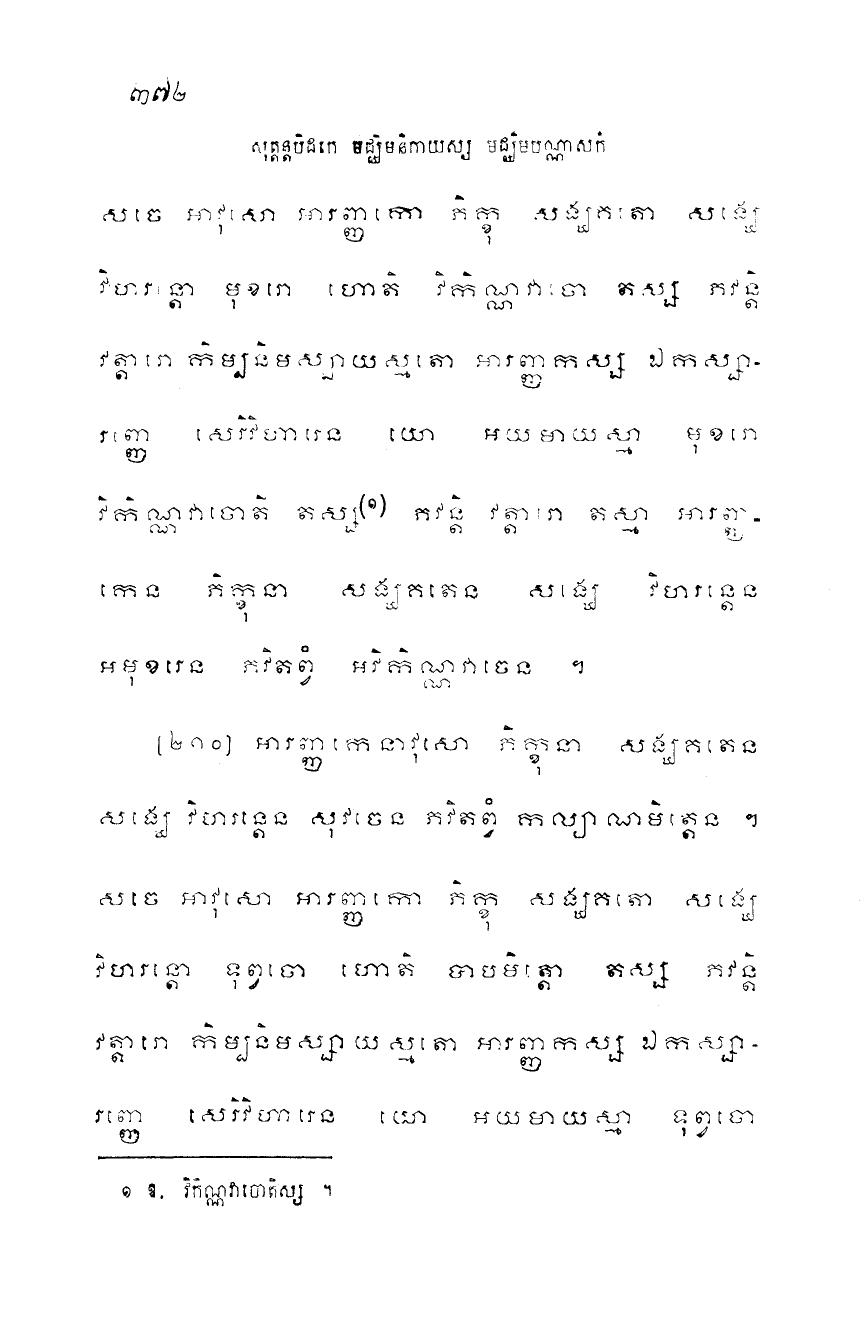 ៣៧២
សុត្តន្តបិដកេ មជ្ឈិមនិកាយស្ស មជ្ឈិមបណ្ណាសកំ
សចេ អាវុសោ អារញ្ញកោ ភិក្ខុ សង្ឃគតោ សង្ឃេ
វិហរន្តោ មុខរោ ហោតិ វិកិណ្ណវាចោ តស្ស ភវន្តិ
វត្តារោ កិម្បនិមស្សាយស្មតោ អារញ្ញកស្ស ឯកស្សា-
រញ្ញេ សេរិវិហារេន យោ អយមាយស្មា មុខរោ
វិកិណ្ណវាចោតិ តស្ស(១) ភវន្តិ វត្តារោ តស្មា អារញ្ញ-
កេន ភិក្ខុនា សង្ឃគតេន សង្ឃេ វិហរន្តេន
អមុខរេន ភវិតព្វំ អវិកិណ្ណវាចេន ។
[២១០] អារញ្ញកេនាវុសោ ភិក្ខុនា សង្ឃគតេន
សង្ឃេ វិហរន្តេន សុវចេន ភវិតព្វំ កល្យាណមិត្តេន ។
សចេ អាវុសោ អារញ្ញកោ ភិក្ខុ សង្ឃគតោ សង្ឃេ
វិហរន្តោ ទុព្វចោ ហោតិ បាបមិត្តោ តស្ស ភវន្តិ
វត្តារោ កិម្បនិមស្សាយស្មតោ អារញ្ញកស្ស ឯកស្សា-
រញ្ញេ សេរិវិហារេន យោ អយមាយស្មា ទុព្វចោ
១ ឱ. វិកិណ្ណវាចោតិស្ស ។